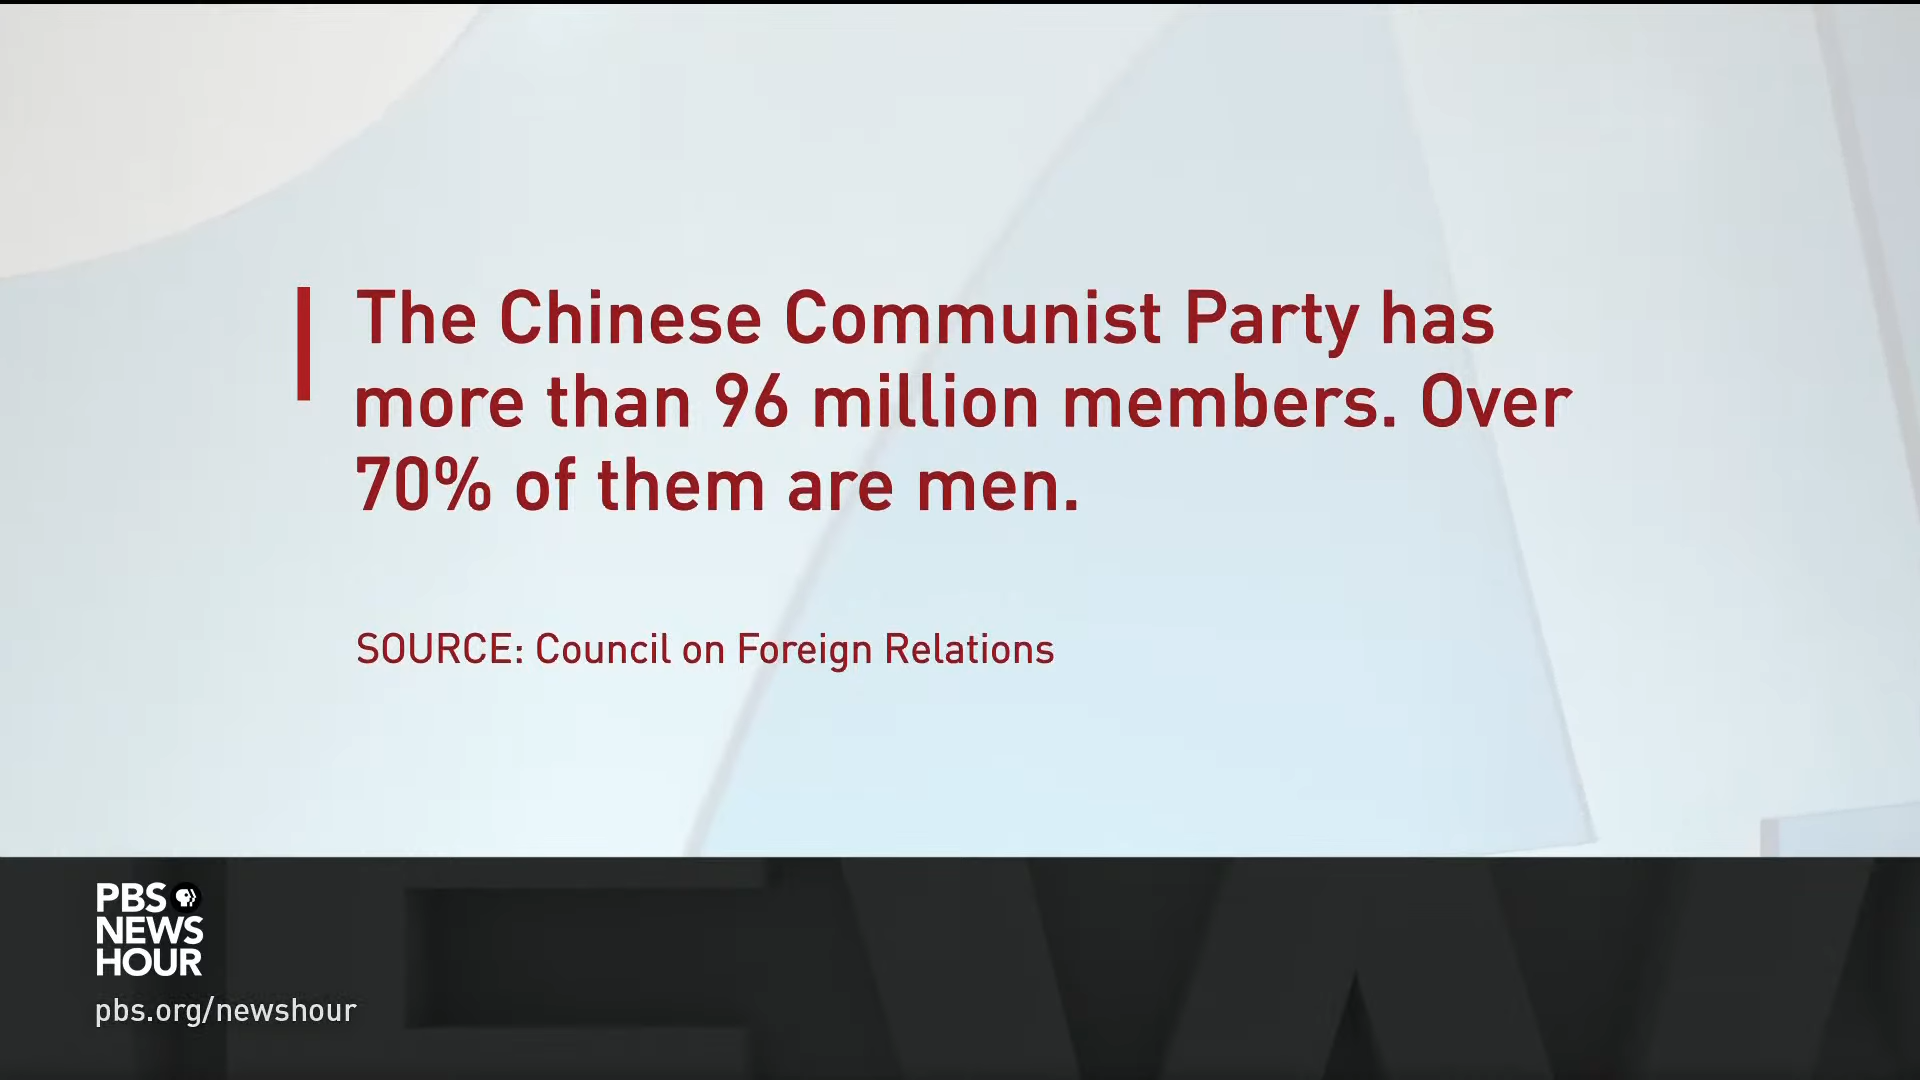 The Chinese Communist Party has
more than 96 million members. Over
70% of them are men.
SOURCE: Council on Foreign Relations
PBS
NEWS
HOUR
pbs.org/newshour